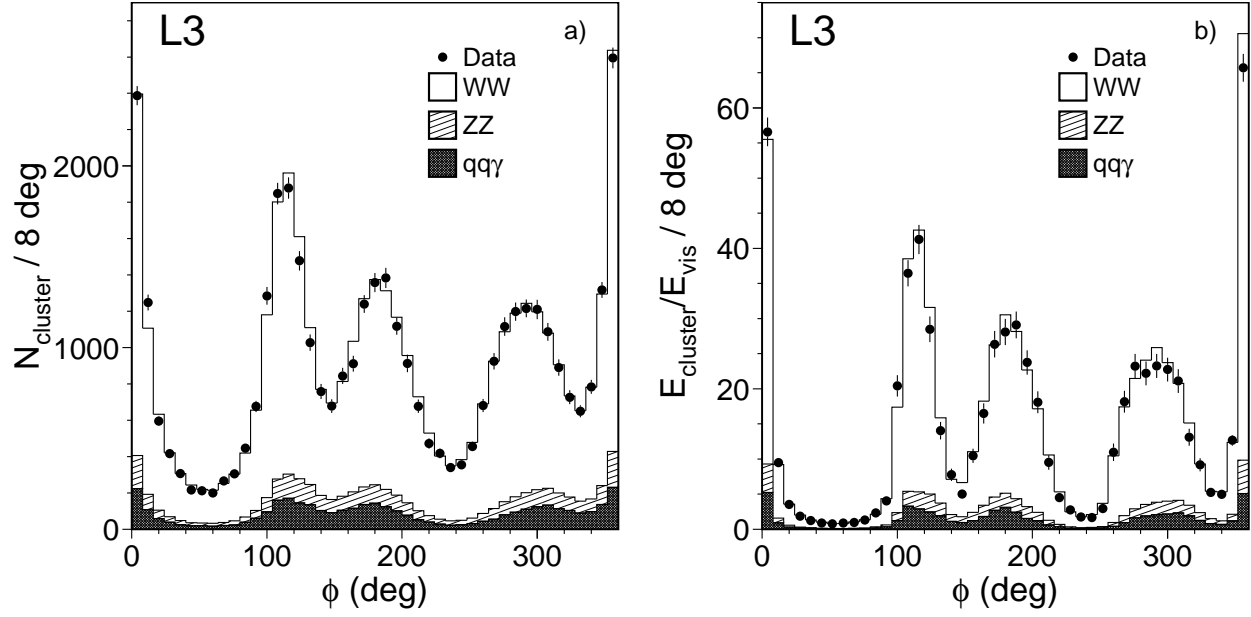 L3
a)
Data
WW
ZZ
qqγ
N_cluster / 8 deg
2000
1000
0
0 100 200 300
ϕ (deg)
L3
b)
Data
WW
ZZ
qqγ
E_cluster/E_vis / 8 deg
60
40
20
0
0 100 200 300
ϕ (deg)